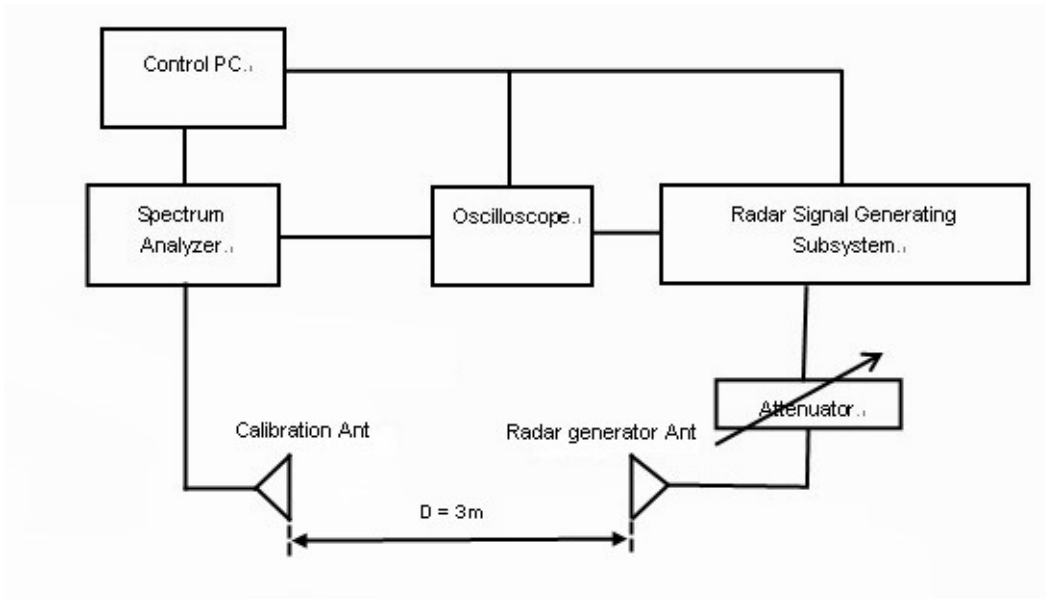 Control PC.
Spectrum
Analyzer.
Oscilloscope.
Radar Signal Generating
Subsystem.
Attenuator.
Calibration Ant
Radar generator Ant
D = 3m